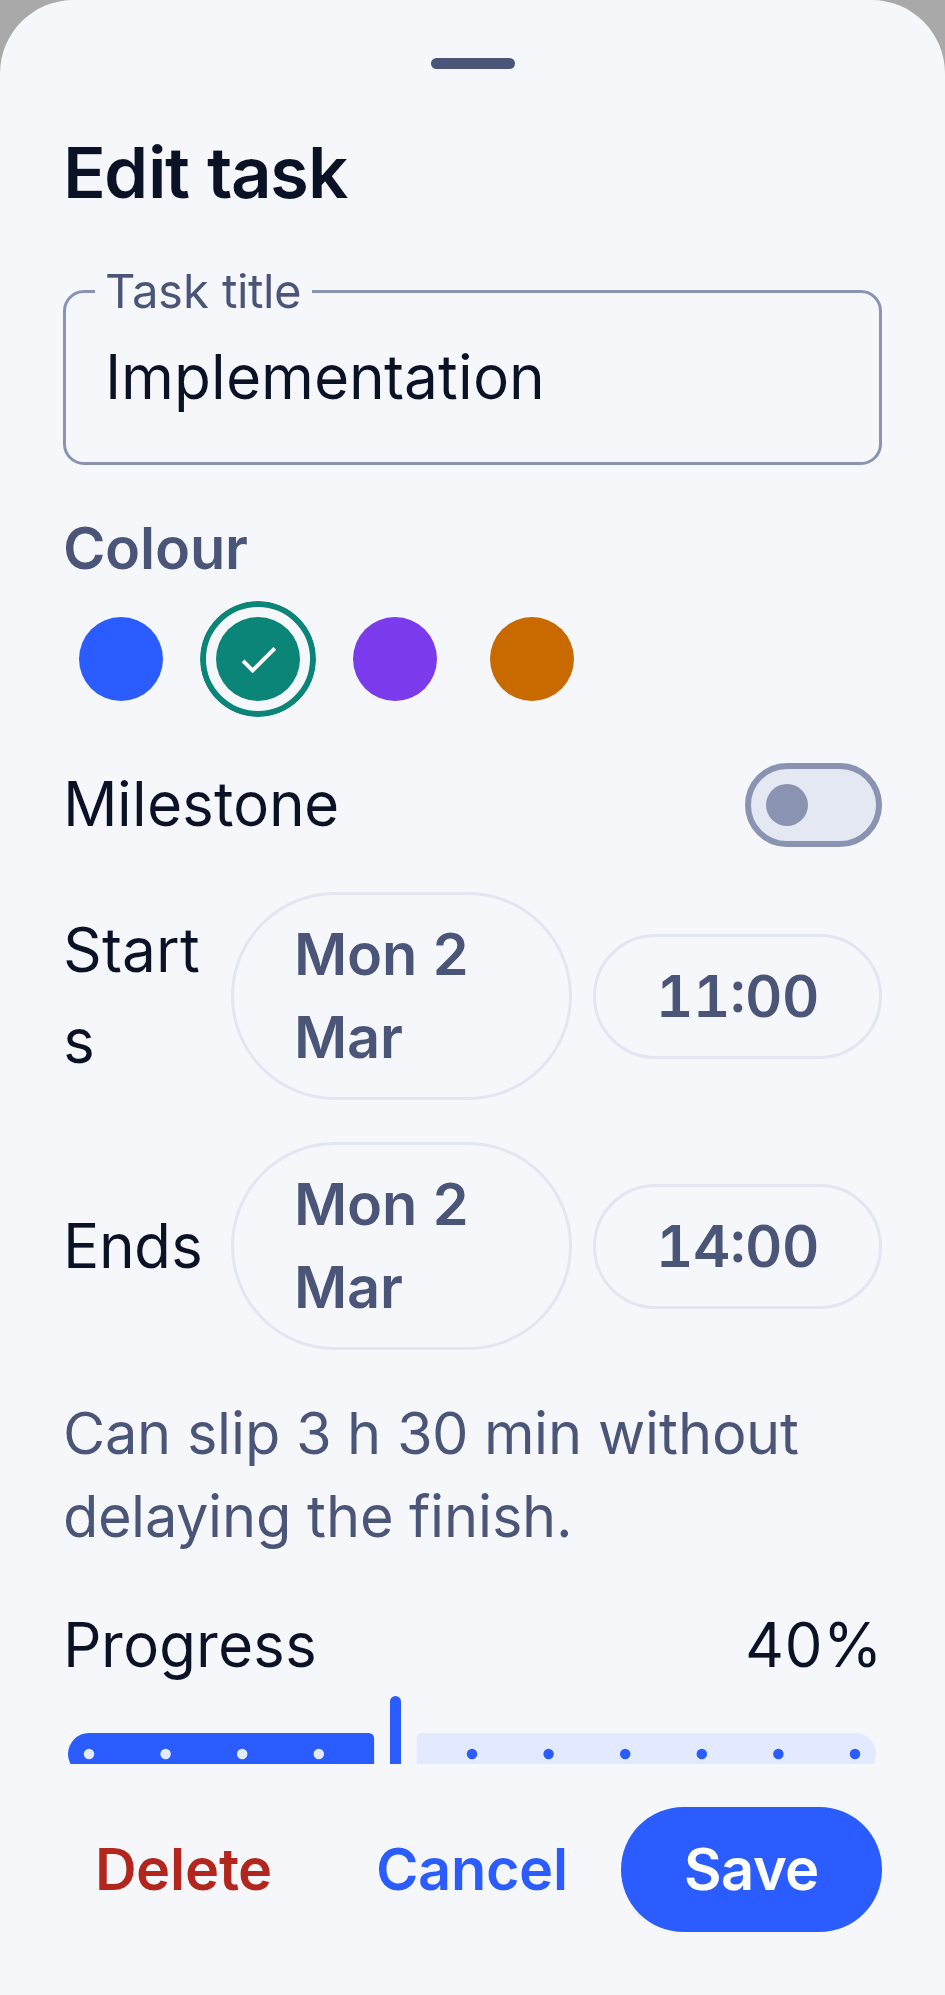 Edit task
Task title
Implementation
Colour
Milestone
Start
s
Mon 2
Mar
11:00
Ends
Mon 2
Mar
14:00
Can slip 3 h 30 min without
delaying the finish.
Progress 40%
Delete Cancel Save